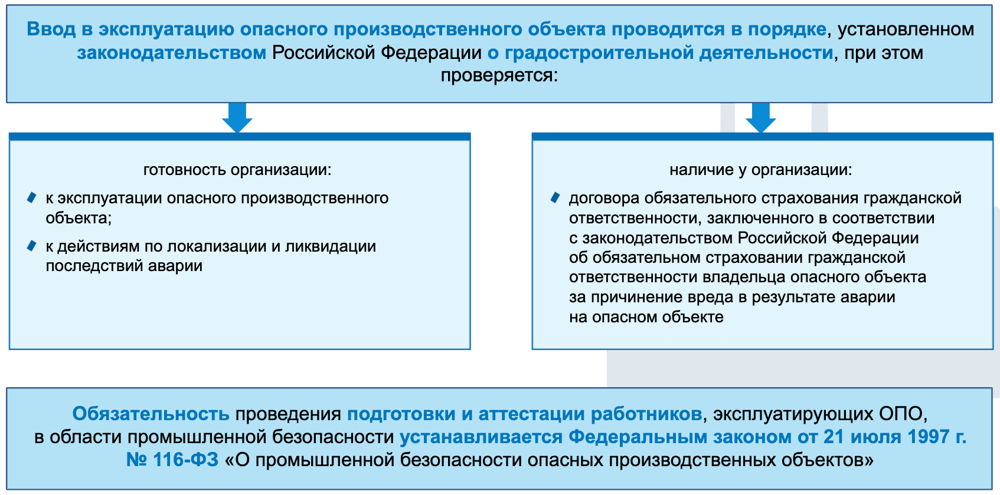 Ввод в эксплуатацию опасного производственного объекта проводится в порядке, установленном
законодательством Российской Федерации о градостроительной деятельности, при этом
проверяется:
готовность организации:
к эксплуатации опасного производственного
объекта;
к действиям по локализации и ликвидации
последствий аварии
наличие у организации:
договора обязательного страхования гражданской
ответственности, заключенного в соответствии
с законодательством Российской Федерации
об обязательном страховании гражданской
ответственности владельца опасного объекта
за причинение вреда в результате аварии
на опасном объекте
Обязательность проведения подготовки и аттестации работников, эксплуатирующих ОПО,
в области промышленной безопасности устанавливается Федеральным законом от 21 июля 1997 г.
№ 116-ФЗ «О промышленной безопасности опасных производственных объектов»